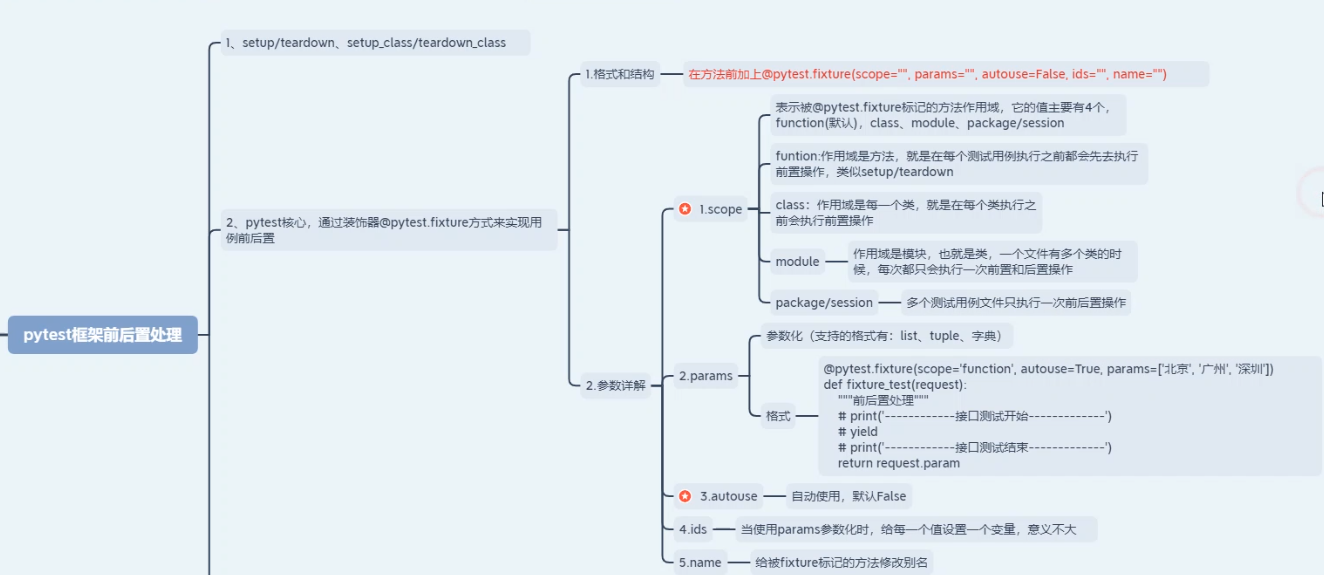 1、setup/teardown、setup_class/teardown_class
1.格式和结构
在方法前加上@pytest.fixture(scope="", params="", autouse=False, ids="", name="")
表示被@pytest.fixture标记的方法作用域，它的值主要有4个，
function(默认)，class、module、package/session
funtion:作用域是方法，就是在每个测试用例执行之前都会先去执行
前置操作，类似setup/teardown
2、pytest核心，通过装饰器@pytest.fixture方式来实现用
例前后置
1.scope
class：作用域是每一个类，就是在每个类执行之
前会执行前置操作
module
作用域是模块，也就是类，一个文件有多个类的时
候，每次都只会执行一次前置和后置操作
package/session
多个测试用例文件只执行一次前后置操作
pytest框架前后置处理
2.参数详解
2.params
参数化（支持的格式有：list、tuple、字典）
格式
@pytest.fixture(scope='function', autouse=True, params=['北京', '广州', '深圳'])
def fixture_test(request):
"""前后置处理"""
# print('------------接口测试开始-------------')
# yield
# print('------------接口测试结束-------------')
return request.param
3.autouse
自动使用，默认False
4.ids
当使用params参数化时，给每一个值设置一个变量，意义不大
5.name
给被fixture标记的方法修改别名